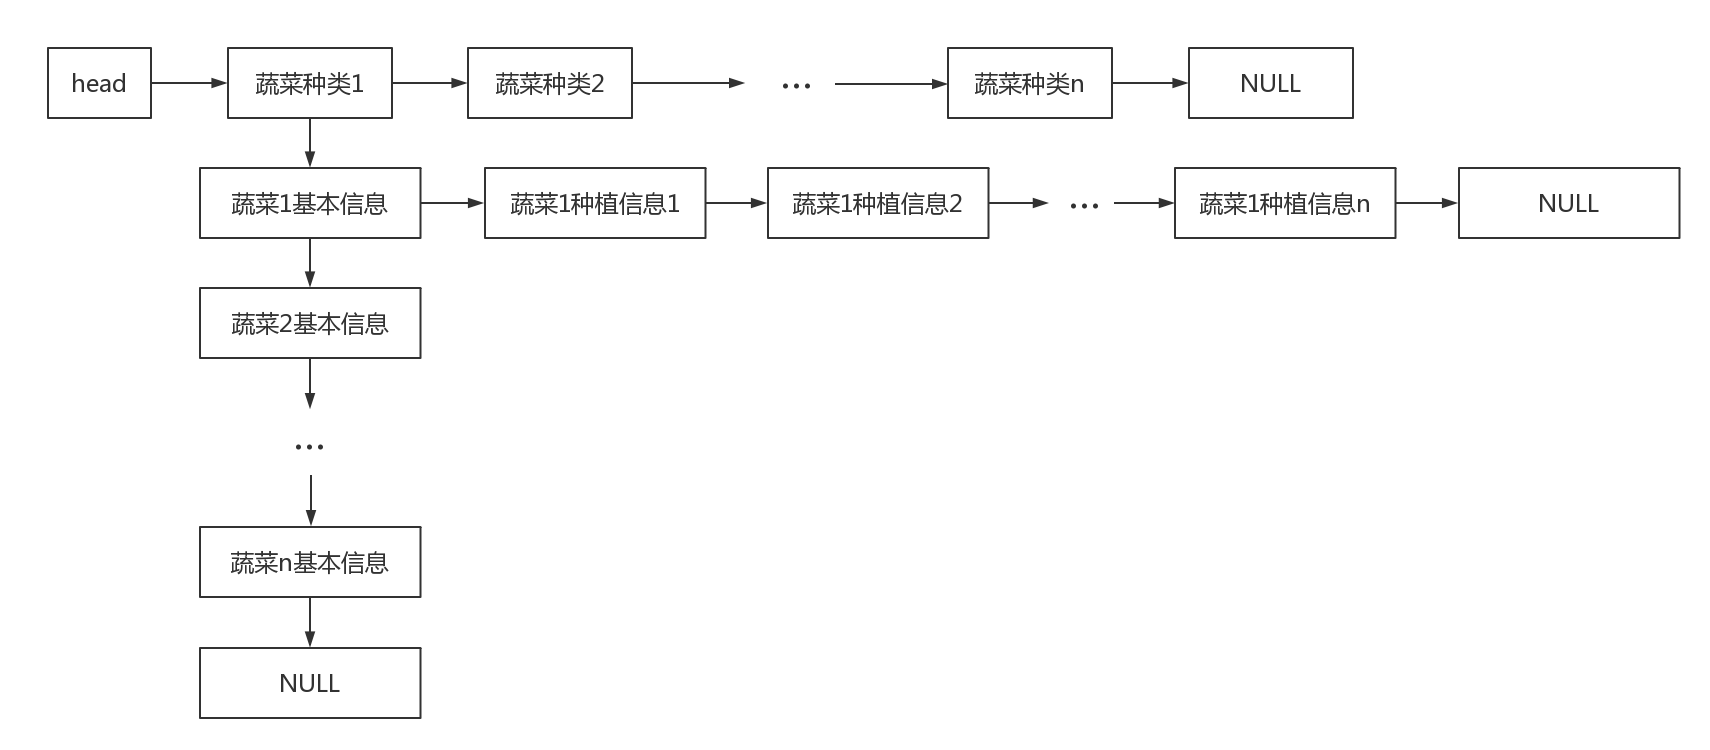 head
蔬菜种类1
蔬菜种类2
...
蔬菜种类n
NULL
蔬菜1基本信息
蔬菜1种植信息1
蔬菜1种植信息2
...
蔬菜1种植信息n
NULL
蔬菜2基本信息
...
蔬菜n基本信息
NULL